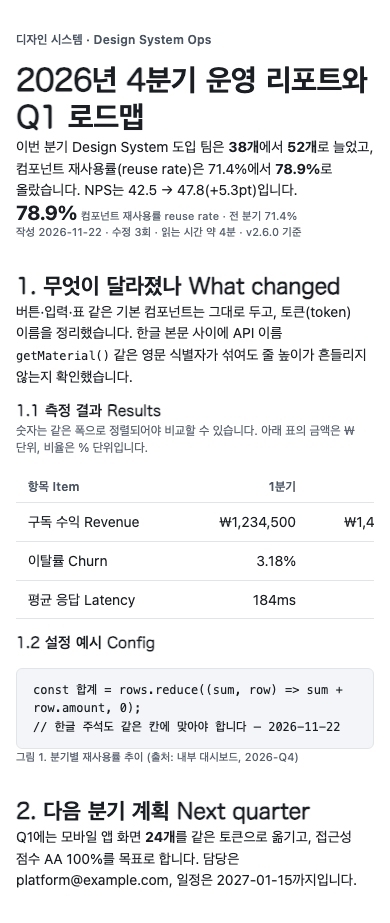 디자인 시스템 · Design System Ops
2026년 4분기 운영 리포트와
Q1 로드맵
이번 분기 Design System 도입 팀은 38개에서 52개로 늘었고,
컴포넌트 재사용률(reuse rate)은 71.4%에서 78.9%로
올랐습니다. NPS는 42.5 → 47.8(+5.3pt)입니다.
78.9% 컴포넌트 재사용률 reuse rate · 전 분기 71.4%
작성 2026-11-22 · 수정 3회 · 읽는 시간 약 4분 · v2.6.0 기준
1. 무엇이 달라졌나 What changed
버튼·입력·표 같은 기본 컴포넌트는 그대로 두고, 토큰(token)
이름을 정리했습니다. 한글 본문 사이에 API 이름
getMaterial() 같은 영문 식별자가 섞여도 줄 높이가 흔들리지
않는지 확인했습니다.
1.1 측정 결과 Results
숫자는 같은 폭으로 정렬되어야 비교할 수 있습니다. 아래 표의 금액은 ₩
단위, 비율은 % 단위입니다.
항목 Item 1분기
구독 수익 Revenue ₩1,234,500 ₩1,4
이탈률 Churn 3.18%
평균 응답 Latency 184ms
1.2 설정 예시 Config
const 합계 = rows.reduce((sum, row) => sum +
row.amount, 0);
// 한글 주석도 같은 칸에 맞아야 합니다 — 2026-11-22
그림 1. 분기별 재사용률 추이 (출처: 내부 대시보드, 2026-Q4)
2. 다음 분기 계획 Next quarter
Q1에는 모바일 앱 화면 24개를 같은 토큰으로 옮기고, 접근성
점수 AA 100%를 목표로 합니다. 담당은
platform@example.com, 일정은 2027-01-15까지입니다.